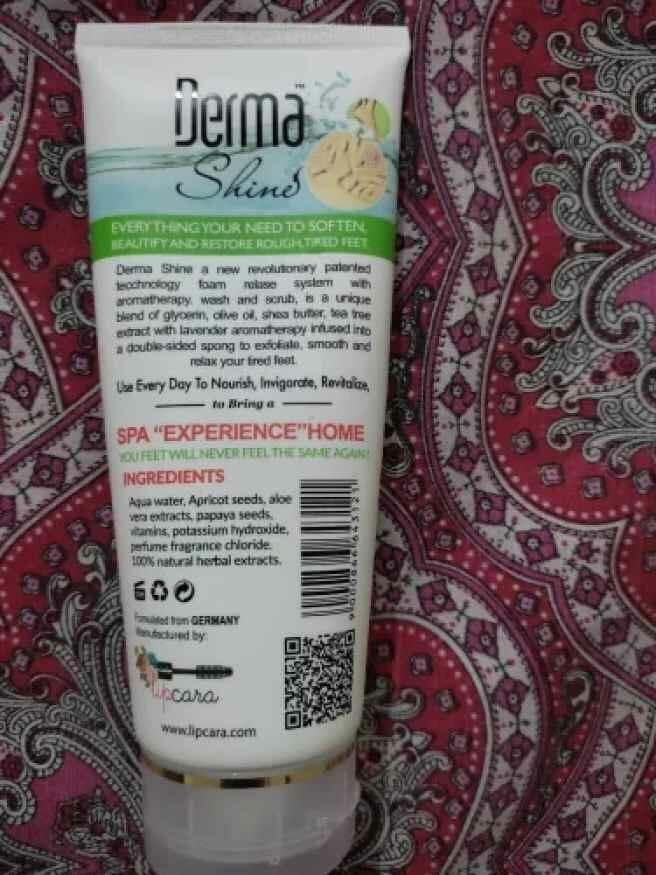 Derma™
Shine
EVERYTHING YOUR NEED TO SOFTEN,
BEAUTIFY AND RESTORE ROUGH,TIRED FEET
Derma Shine a new revolutionary patented
teochnology foam relase system with
aromatherapy, wash and scrub, is a unique
blend of glycerin, olive oil, shea butter, tea tree
extract with lavender aromatherapy infused into
a double-sided spong to exfoliate, smooth and
relax your tired feet.
Use Every Day To Nourish, Invigorate, Revitalize,
to Bring a
SPA "EXPERIENCE"HOME
YOU FEET WILL NEVER FEEL THE SAME AGAIN!
INGREDIENTS
Aqua water, Apricot seeds, aloe
vera extracts, papaya seeds,
vitamins, potassium hydroxide,
perfume fragrance chloride.
100% natural herbal extracts.
Formulated from GERMANY
Manufactured by:
lipcara
www.lipcara.com